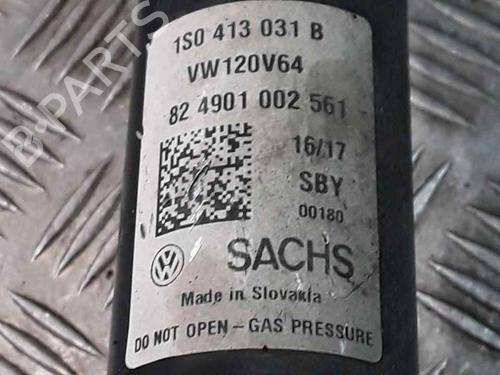 1S0 413 031 B
VW120V64
82 4901 002 561
16/17
SBY
00180
SACHS
Made in Slovakia
DO NOT OPEN - GAS PRESSURE
B-PARTS